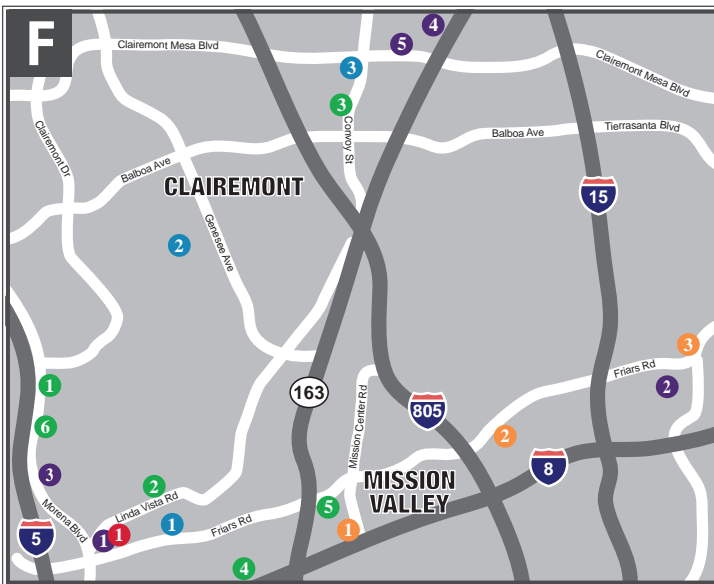 F
4
Clairemont Mesa Blvd
5
3
Clairemont Mesa Blvd
3
Convoy St
Balboa Ave
Tierrasanta Blvd
Clairemont Dr
Balboa Ave
CLAIREMONT
15
Genesee Ave
2
3
Friars Rd
1
163
Mission Center Rd
2
805
6
2
8
3
MISSION
VALLEY
2
Linda Vista Rd
5
Morena Blvd
1
Friars Rd
1
5
1
1
4